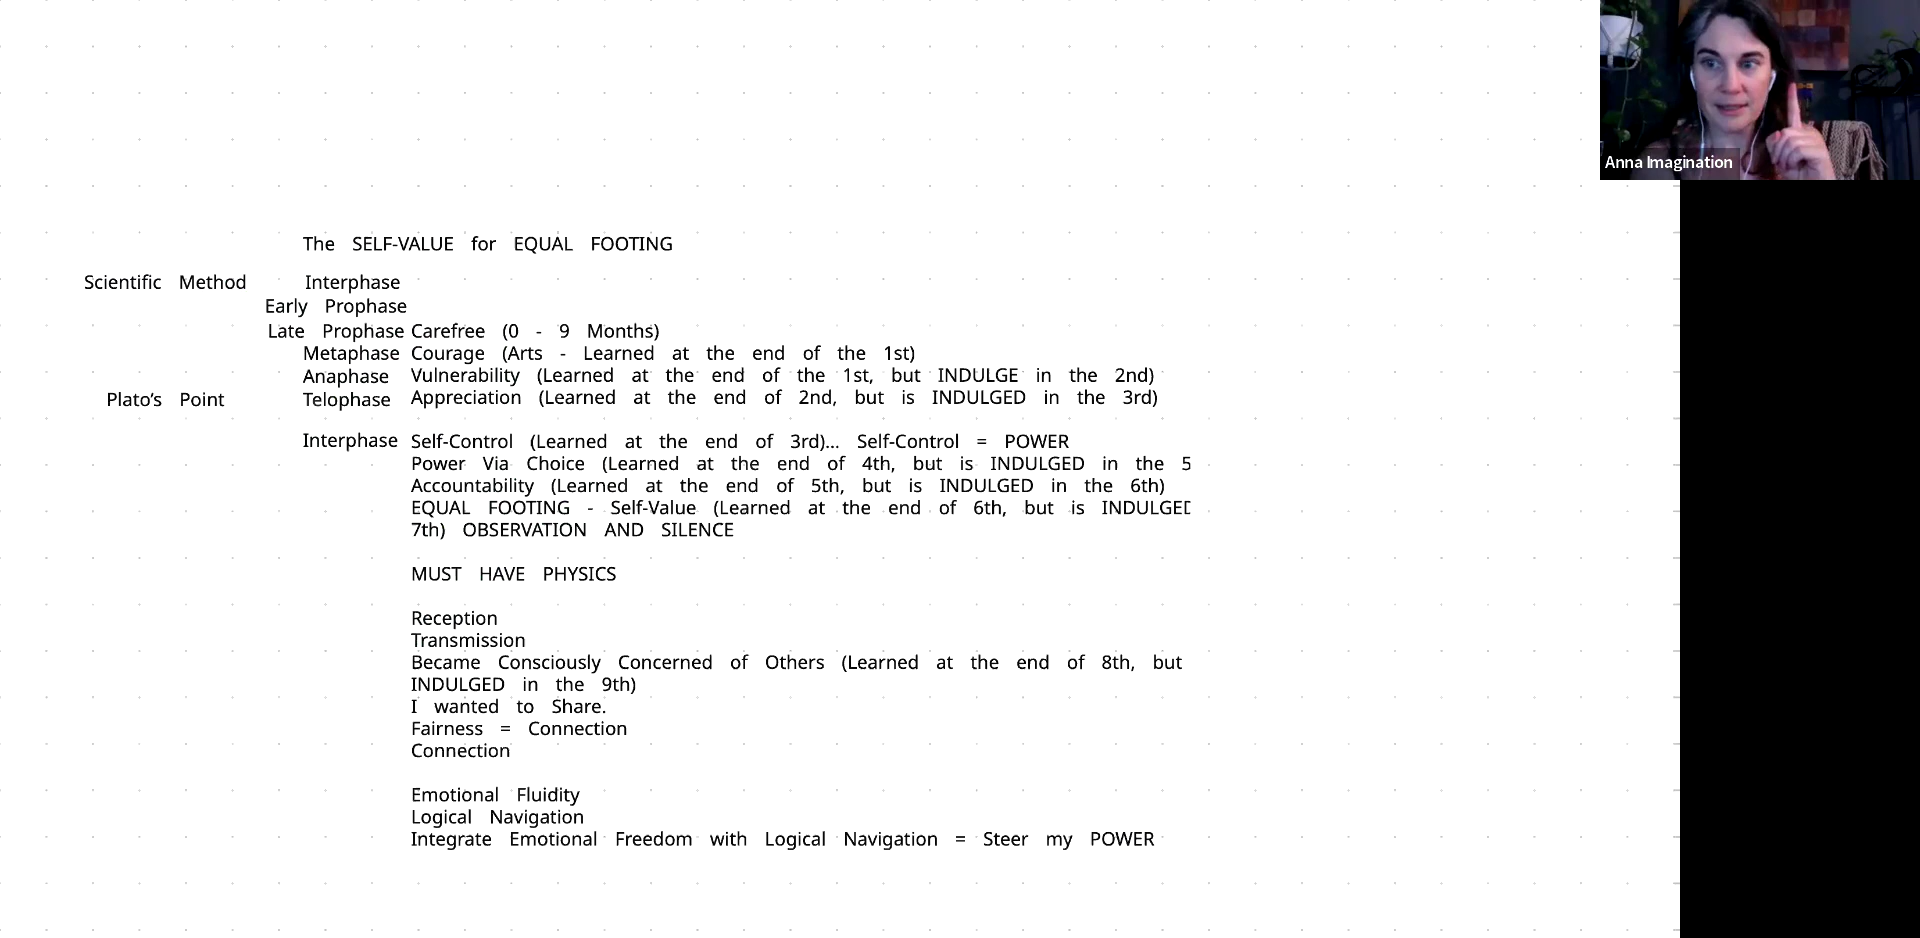 Anna Imagination
The SELF-VALUE for EQUAL FOOTING
Scientific Method Interphase
Early Prophase
Late Prophase Carefree (0 - 9 Months)
Metaphase Courage (Arts - Learned at the end of the 1st)
Anaphase Vulnerability (Learned at the end of the 1st, but INDULGE in the 2nd)
Plato's Point Telophase Appreciation (Learned at the end of 2nd, but is INDULGED in the 3rd)
Interphase Self-Control (Learned at the end of 3rd)... Self-Control = POWER
Power Via Choice (Learned at the end of 4th, but is INDULGED in the 5
Accountability (Learned at the end of 5th, but is INDULGED in the 6th)
EQUAL FOOTING - Self-Value (Learned at the end of 6th, but is INDULGED
7th) OBSERVATION AND SILENCE
MUST HAVE PHYSICS
Reception
Transmission
Became Consciously Concerned of Others (Learned at the end of 8th, but
INDULGED in the 9th)
I wanted to Share.
Fairness = Connection
Connection
Emotional Fluidity
Logical Navigation
Integrate Emotional Freedom with Logical Navigation = Steer my POWER